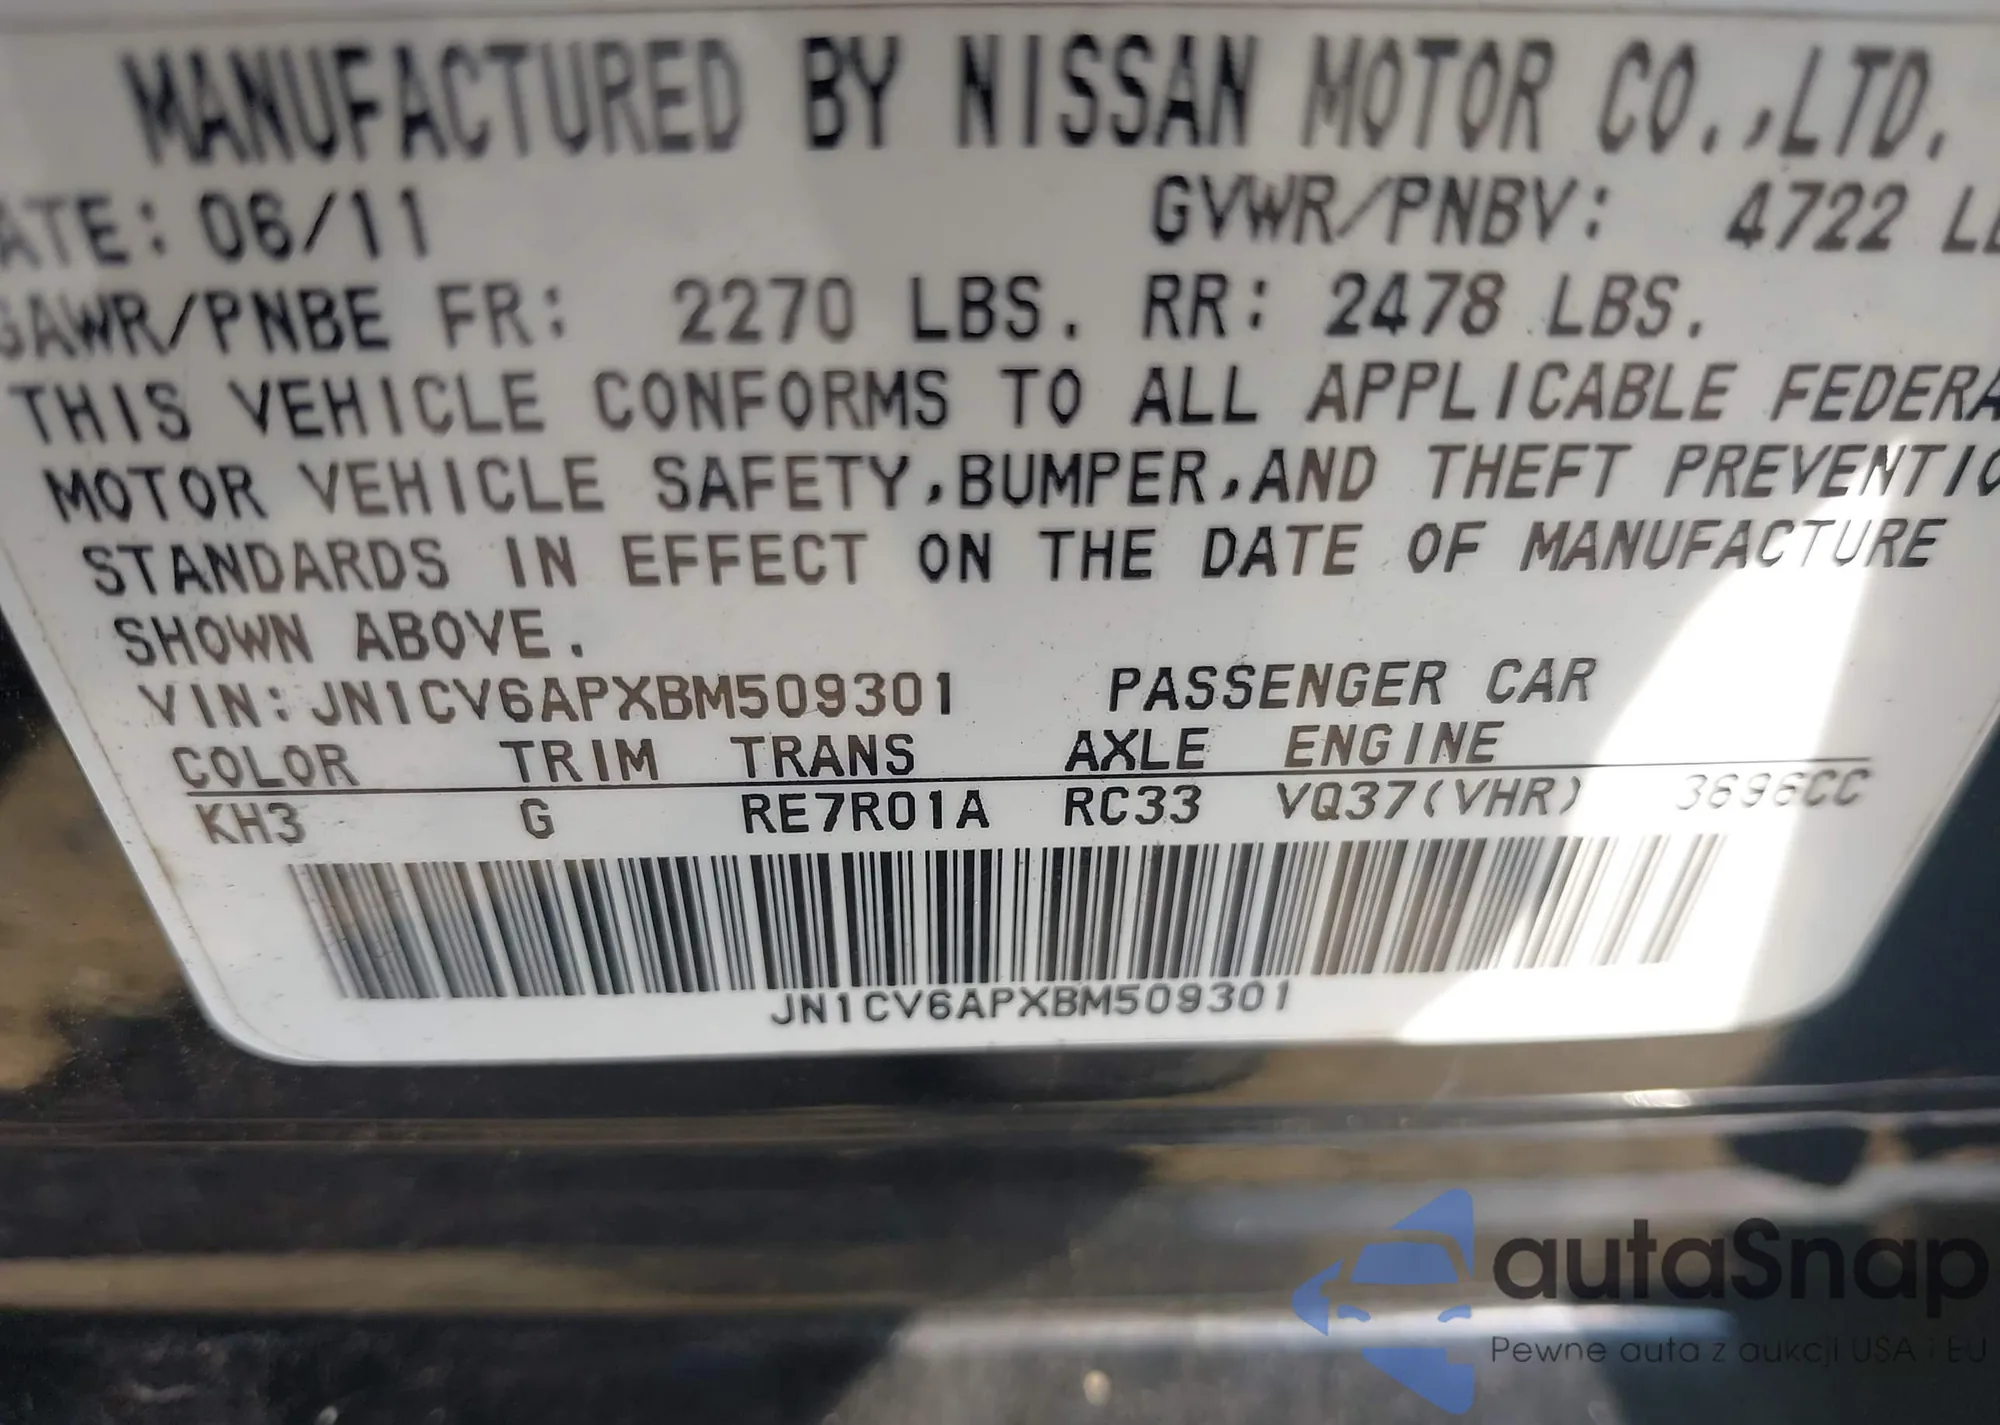 MANUFACTURED BY NISSAN MOTOR CO.,LTD.
ATE: 06/11 GVWR/PNBV: 4722 LB
GAWR/PNBE FR: 2270 LBS. RR: 2478 LBS.
THIS VEHICLE CONFORMS TO ALL APPLICABLE FEDERA
MOTOR VEHICLE SAFETY,BUMPER,AND THEFT PREVENTIO
STANDARDS IN EFFECT ON THE DATE OF MANUFACTURE
SHOWN ABOVE.
VIN:JN1CV6APXBM509301 PASSENGER CAR
COLOR TRIM TRANS AXLE ENGINE
KH3 G RE7R01A RC33 VQ37(VHR) 3696CC
JN1CV6APXBM509301
autaSnap
Pewne auta z aukcji USA i EU